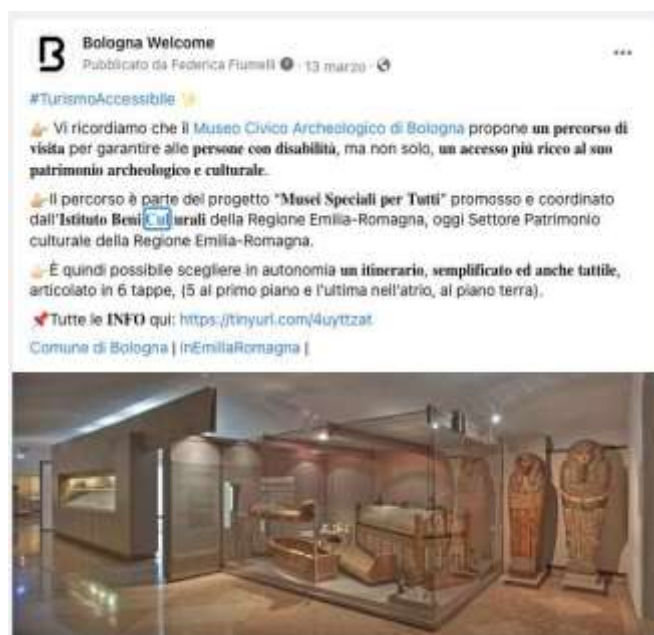 Bologna Welcome
Pubblicato da Federica Fiumelli · 13 marzo ·
#TurismoAccessibile
Vi ricordiamo che il Museo Civico Archeologico di Bologna propone un percorso di
visita per garantire alle persone con disabilità, ma non solo, un accesso più ricco al suo
patrimonio archeologico e culturale.
Il percorso è parte del progetto "Musei Speciali per Tutti" promosso e coordinato
dall'Istituto Beni Culturali della Regione Emilia-Romagna, oggi Settore Patrimonio
culturale della Regione Emilia-Romagna.
È quindi possibile scegliere in autonomia un itinerario, semplificato ed anche tattile,
articolato in 6 tappe, (5 al primo piano e l'ultima nell'atrio, al piano terra).
Tutte le INFO qui: https://tinyurl.com/4uyttzat
Comune di Bologna | inEmiliaRomagna |